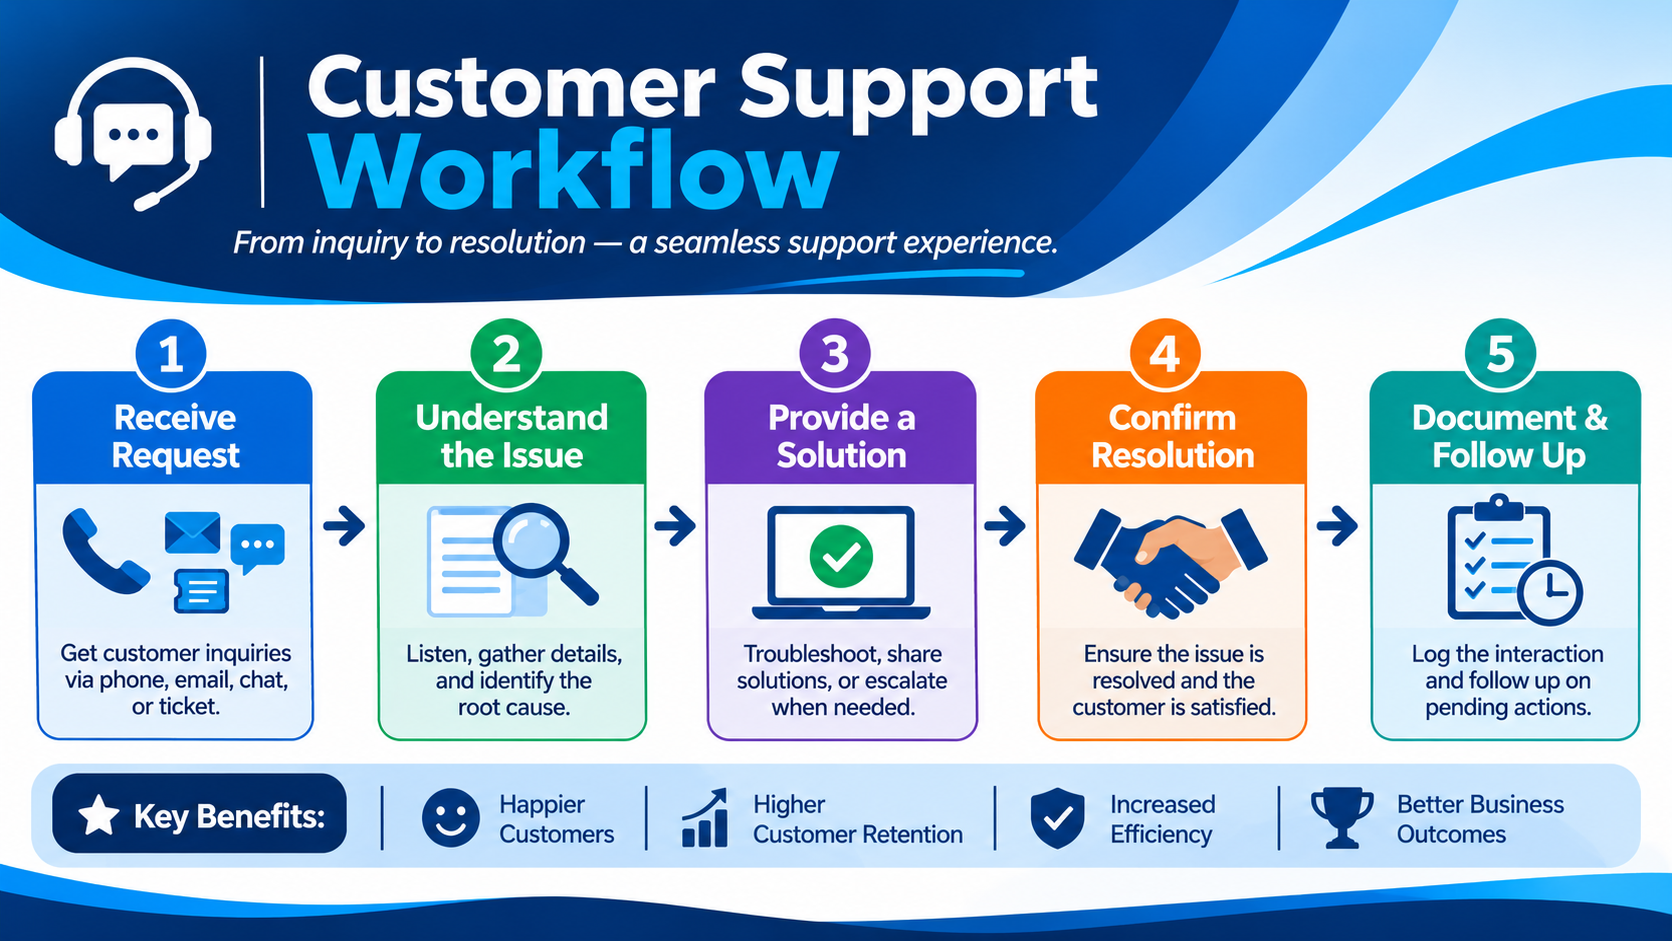 Customer Support
Workflow
From inquiry to resolution — a seamless support experience.
1
Receive
Request
Get customer inquiries
via phone, email, chat,
or ticket.
2
Understand
the Issue
Listen, gather details,
and identify the
root cause.
3
Provide a
Solution
Troubleshoot, share
solutions, or escalate
when needed.
4
Confirm
Resolution
Ensure the issue is
resolved and the
customer is satisfied.
5
Document &
Follow Up
Log the interaction
and follow up on
pending actions.
Key Benefits:
Happier
Customers
Higher
Customer Retention
Increased
Efficiency
Better Business
Outcomes